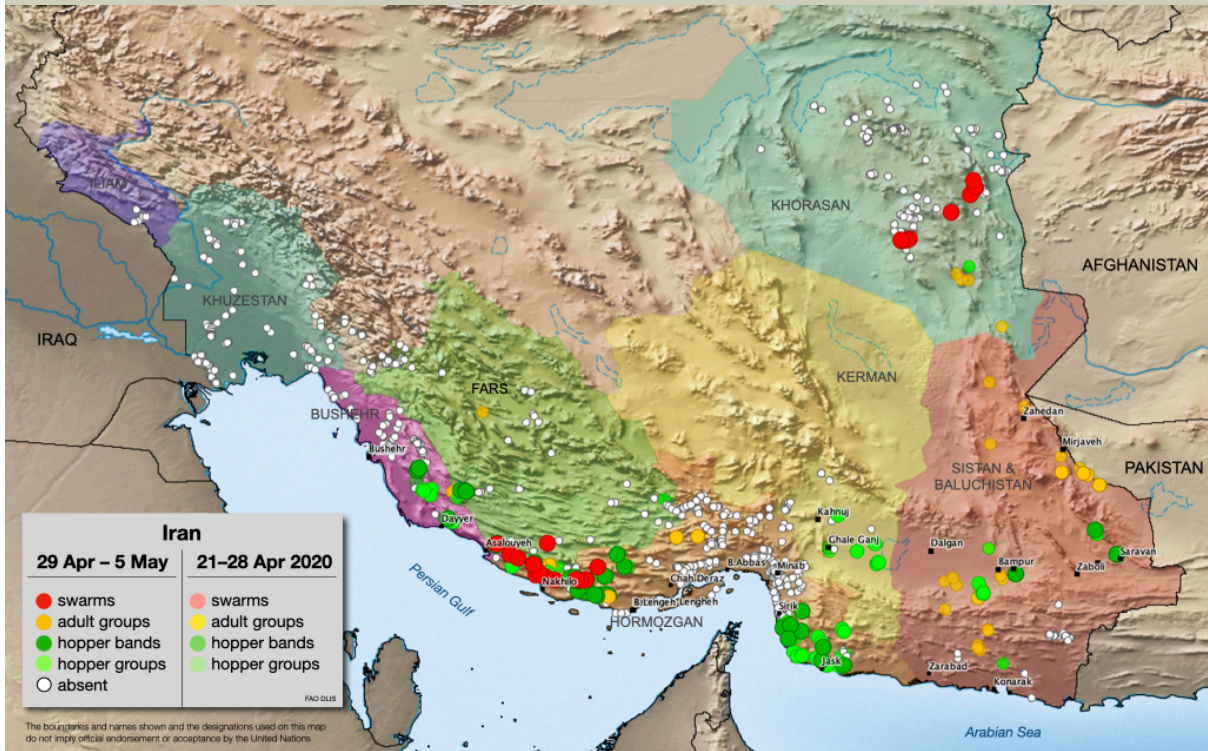 ILIAM
KHORASAN
AFGHANISTAN
KHUZESTAN
IRAQ
KERMAN
FARS
BUSHEHR
Zahedan
Bushehr
Mirjaveh
PAKISTAN
SISTAN &
BALUCHISTAN
Kahnuj
Dayyer
Asalouyeh
Ghale Ganj
Dalgan
Saravan
B.Abbas
Minab
Bampur
Zaboli
Nakhilo
Chah Deraz
Persian Gulf
B.Lengeh
Lengheh
Sirik
HORMOZGAN
Jask
Zarabad
Konarak
Arabian Sea
Iran
29 Apr – 5 May
21–28 Apr 2020
swarms
swarms
adult groups
adult groups
hopper bands
hopper bands
hopper groups
hopper groups
absent
FAO DLIS
The boundaries and names shown and the designations used on this map
do not imply official endorsement or acceptance by the United Nations